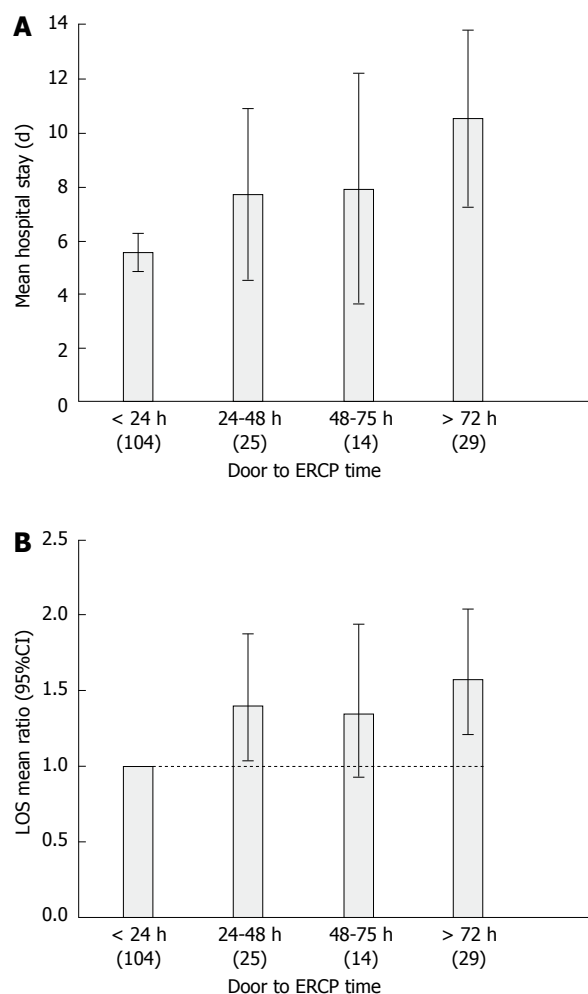 A
Mean hospital stay (d)
14
12
10
8
6
4
2
0
< 24 h 24-48 h 48-75 h > 72 h
(104) (25) (14) (29)
Door to ERCP time
B
LOS mean ratio (95%CI)
2.5
2.0
1.5
1.0
0.5
0.0
< 24 h 24-48 h 48-75 h > 72 h
(104) (25) (14) (29)
Door to ERCP time